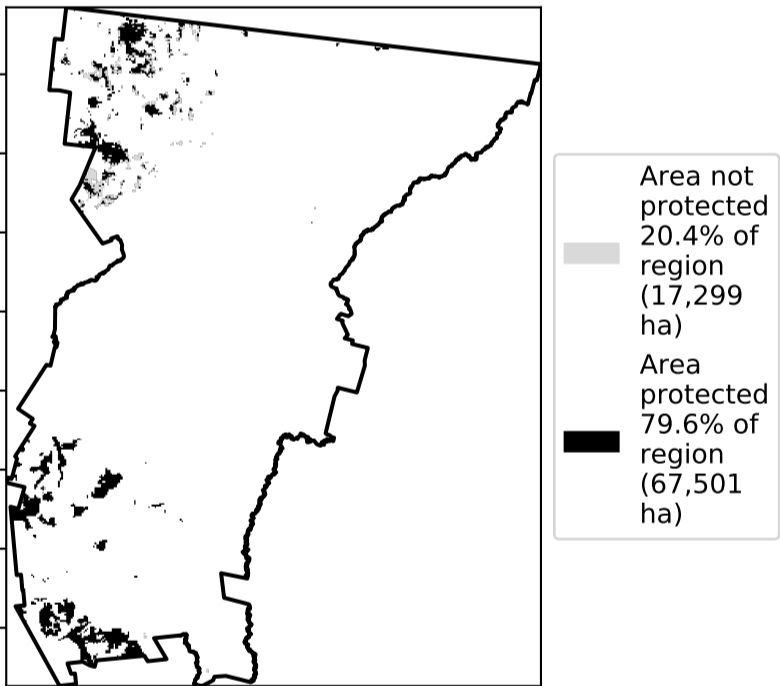 Area not
protected
20.4% of
region
(17,299
ha)
Area
protected
79.6% of
region
(67,501
ha)